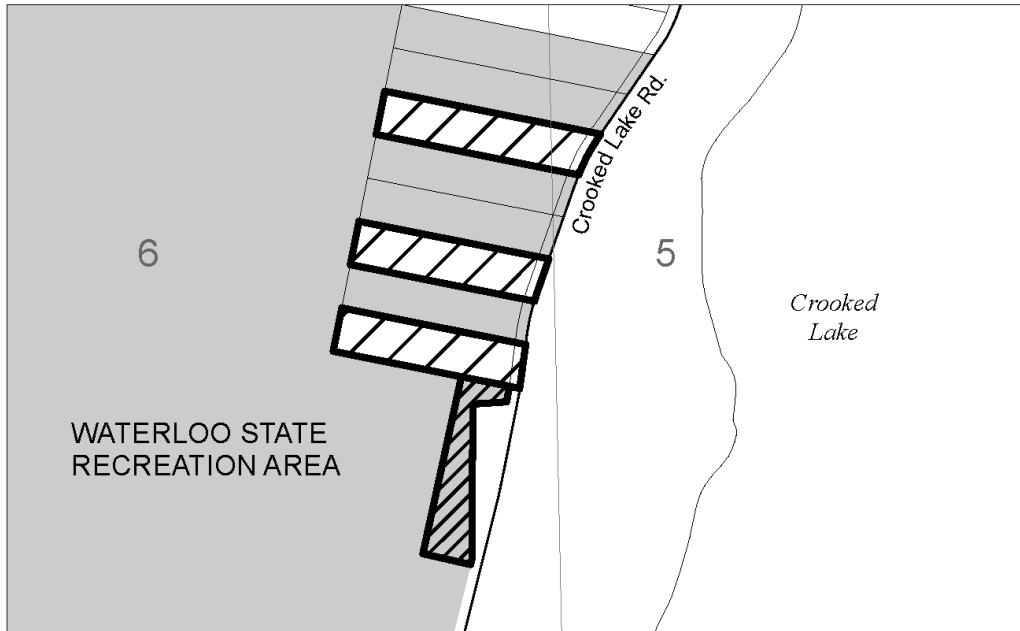 Crooked Lake Rd.
6
5
Crooked
Lake
WATERLOO STATE
RECREATION AREA